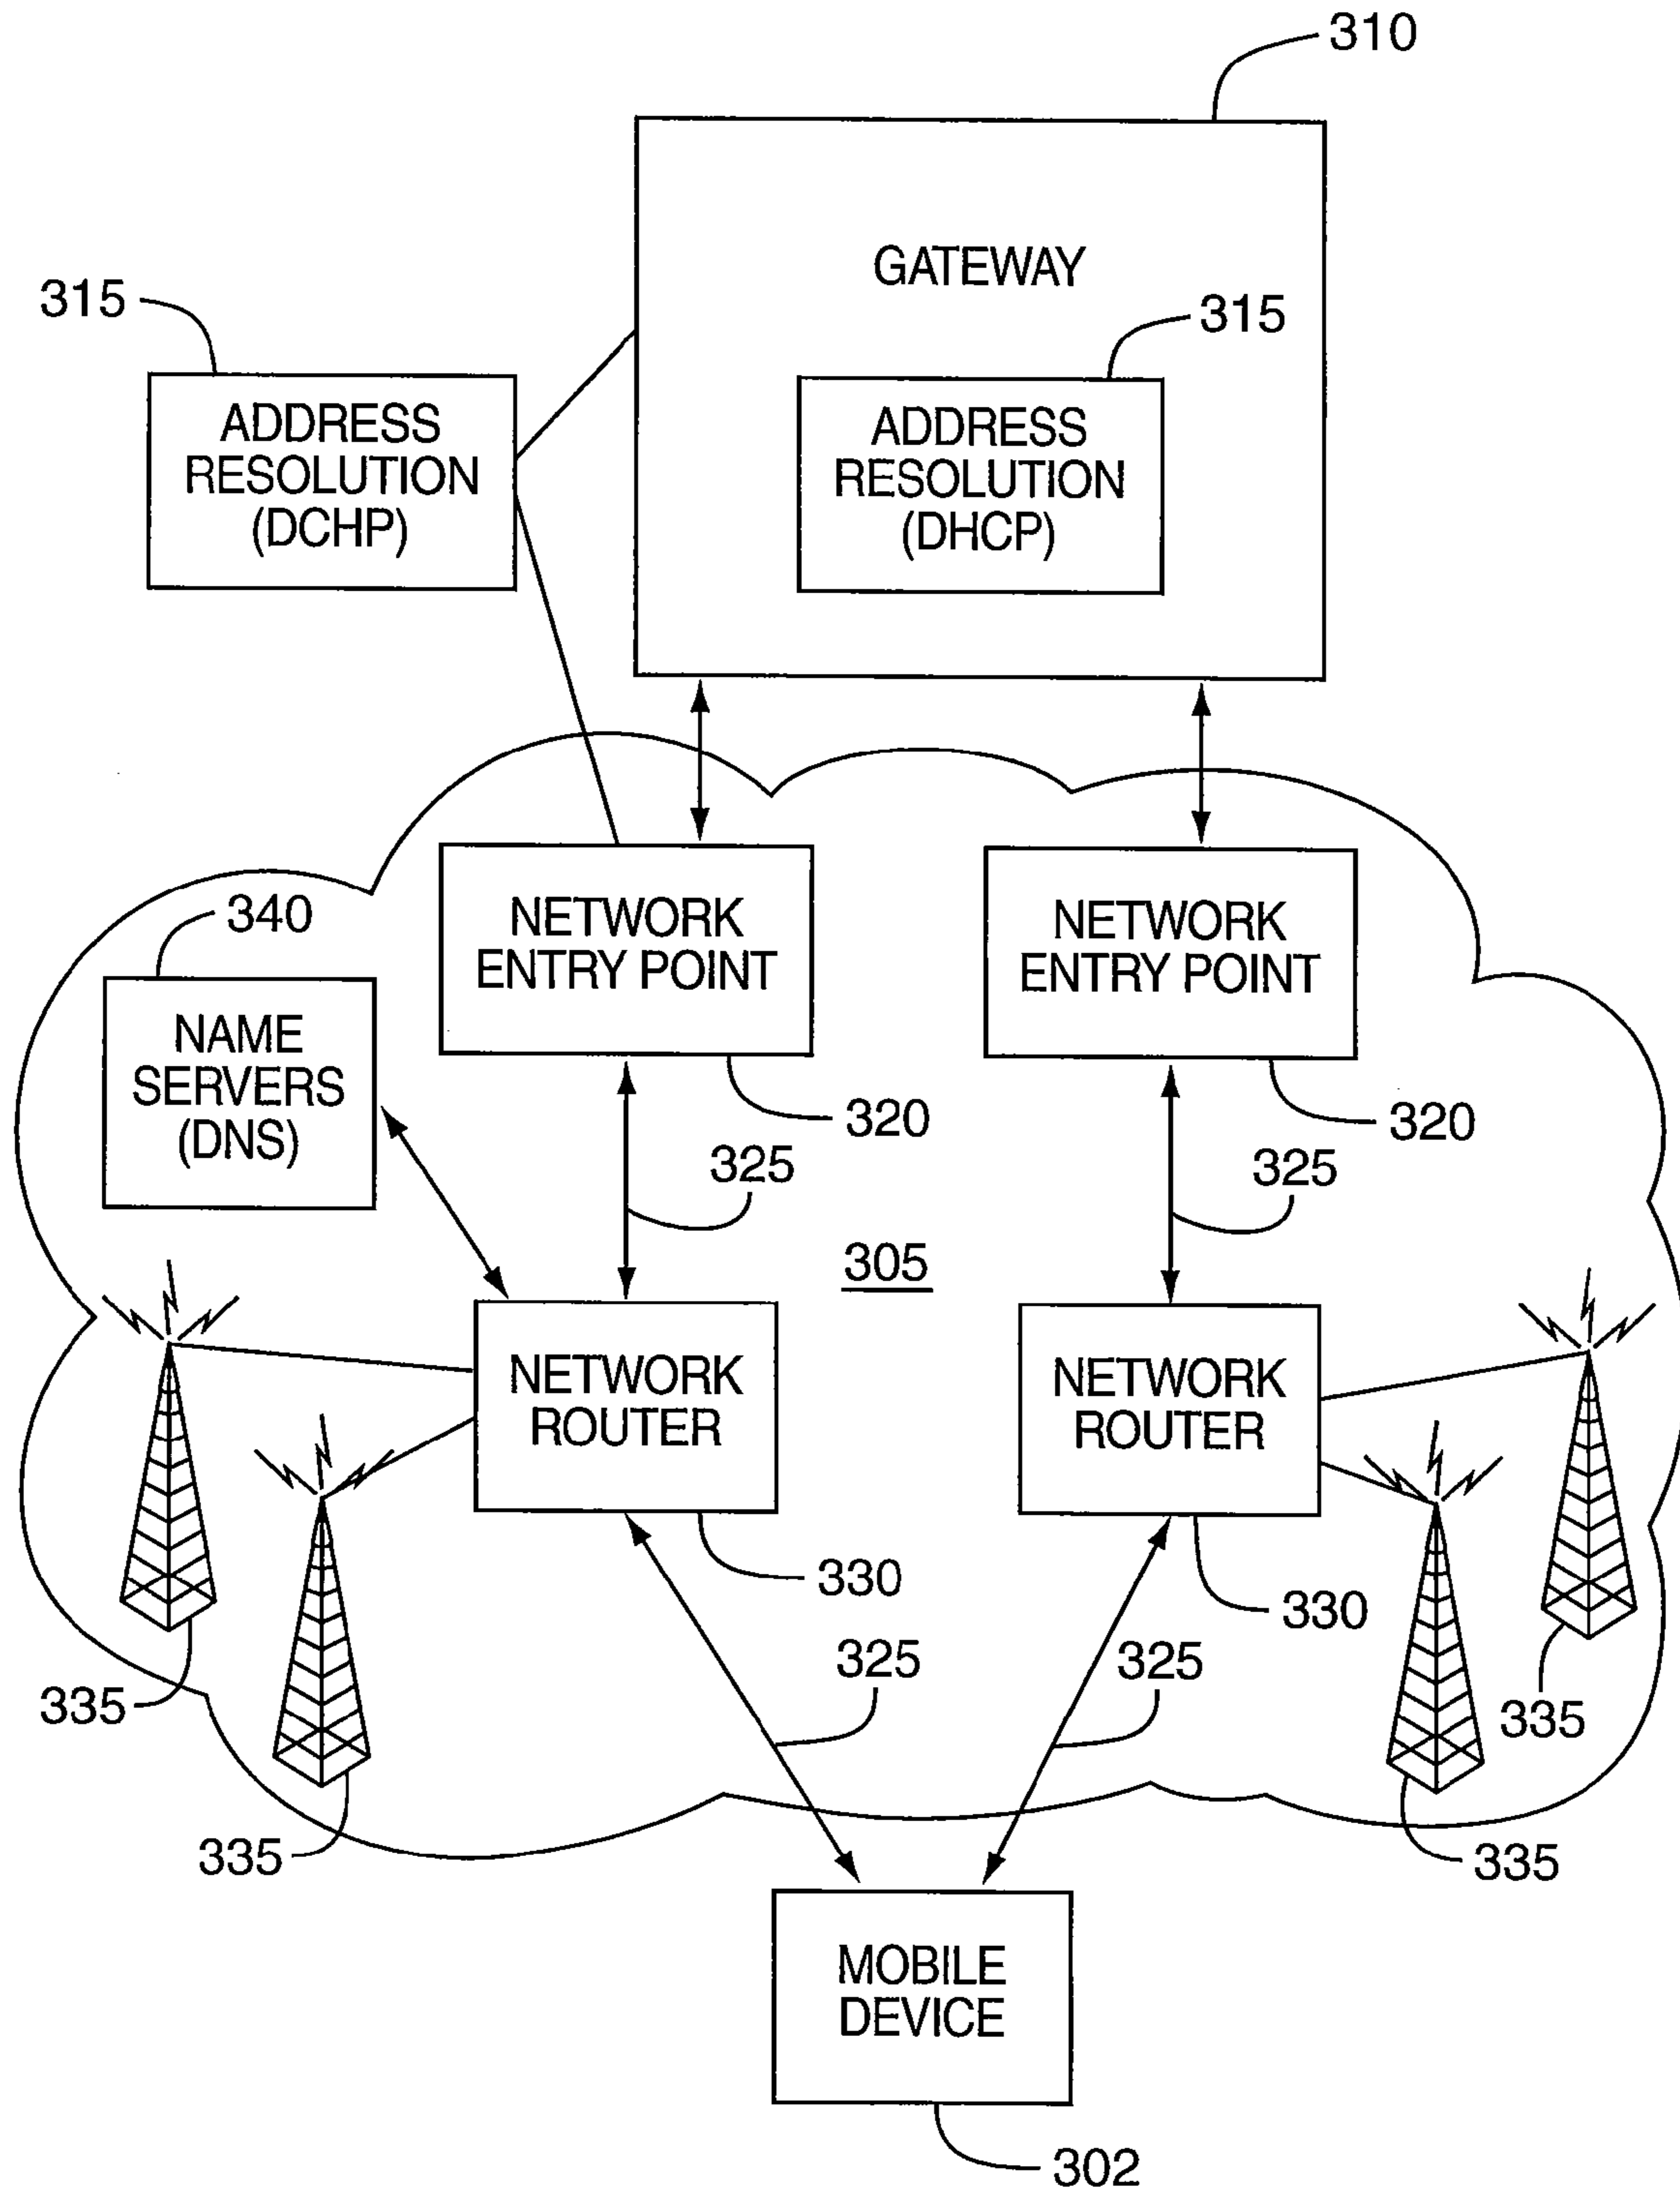 310
GATEWAY
315
315
ADDRESS
RESOLUTION
(DCHP)
ADDRESS
RESOLUTION
(DHCP)
340
NETWORK
ENTRY POINT
NETWORK
ENTRY POINT
NAME
SERVERS
(DNS)
320
320
325
325
305
NETWORK
ROUTER
NETWORK
ROUTER
330
330
325
325
335
335
335
335
MOBILE
DEVICE
302